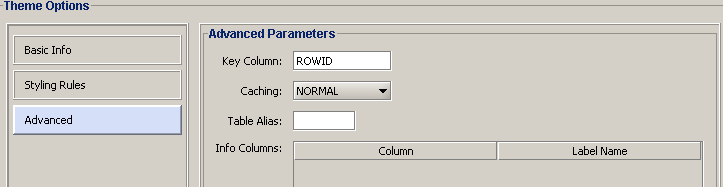 Theme Options
Basic Info
Styling Rules
Advanced
Advanced Parameters
Key Column: ROWID
Caching: NORMAL
Table Alias:
Info Columns: Column Label Name